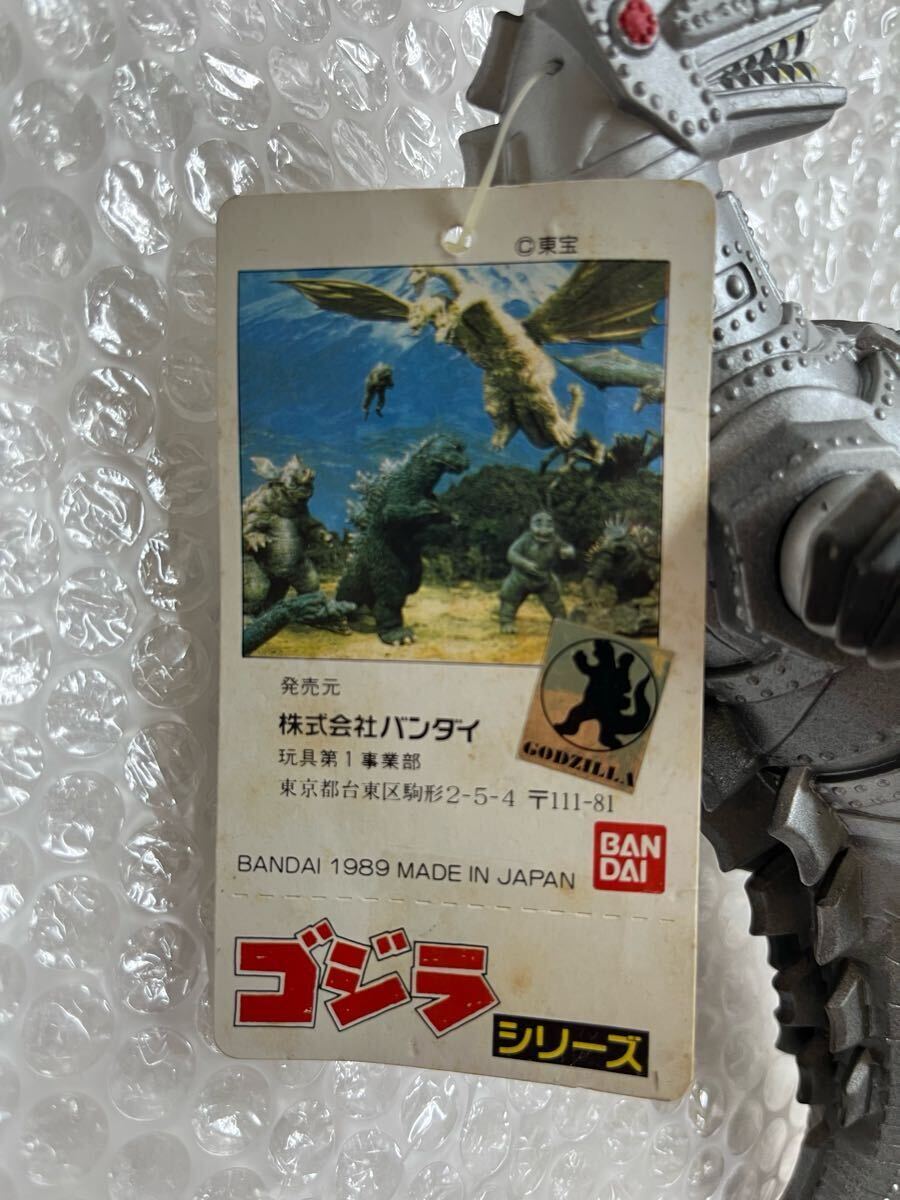 ©東宝
発売元
株式会社バンダイ
玩具第1事業部
東京都台東区駒形2-5-4 〒111-81
GODZILLA
BANDAI 1989 MADE IN JAPAN
BAN
DAI
ゴジラ
シリーズ